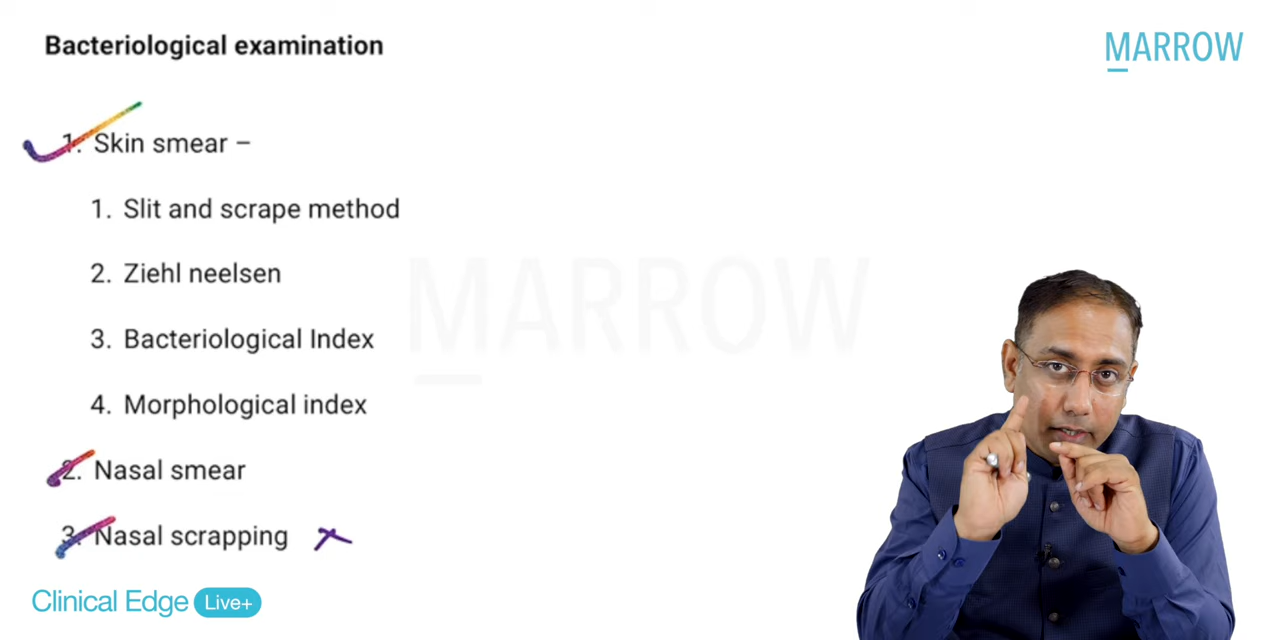 Bacteriological examination
MARROW
1. Skin smear –
1. Slit and scrape method
2. Ziehl neelsen
MARROW
3. Bacteriological Index
4. Morphological index
2. Nasal smear
3. Nasal scrapping
Clinical Edge Live+